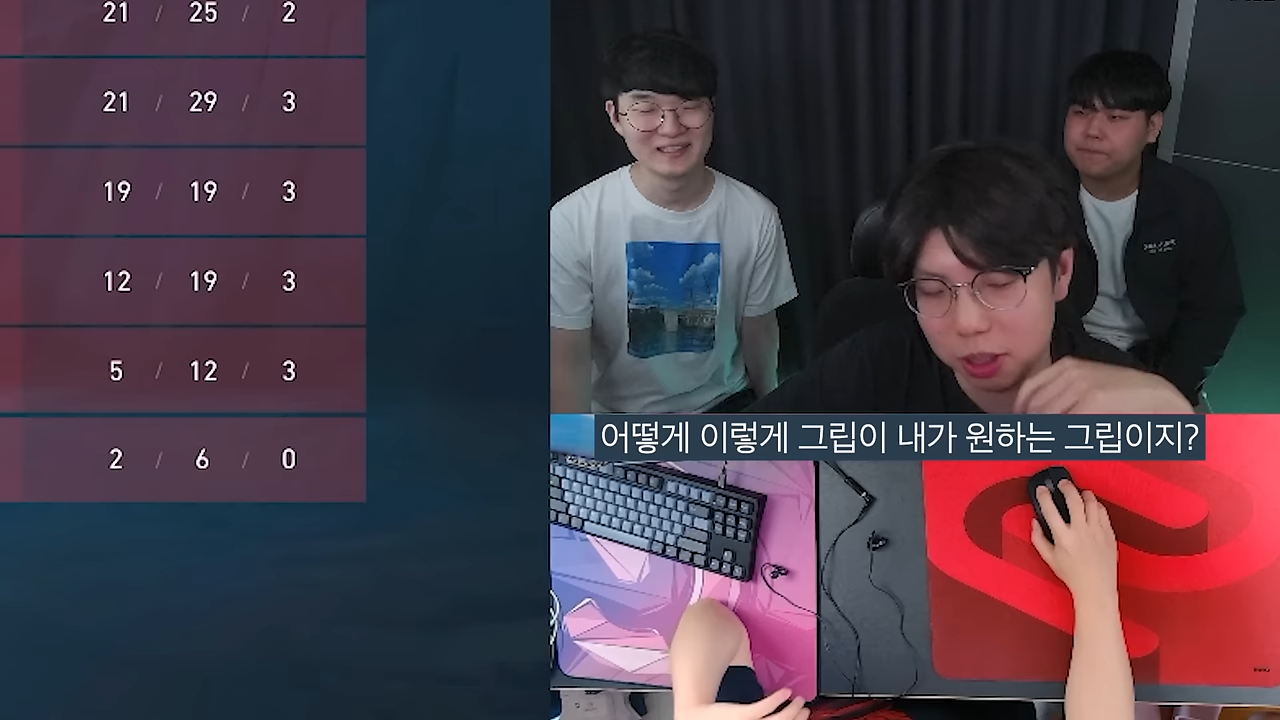 21 / 25 / 2
21 / 29 / 3
19 / 19 / 3
12 / 19 / 3
5 / 12 / 3
2 / 6 / 0
어떻게 이렇게 그립이 내가 원하는 그립이지?